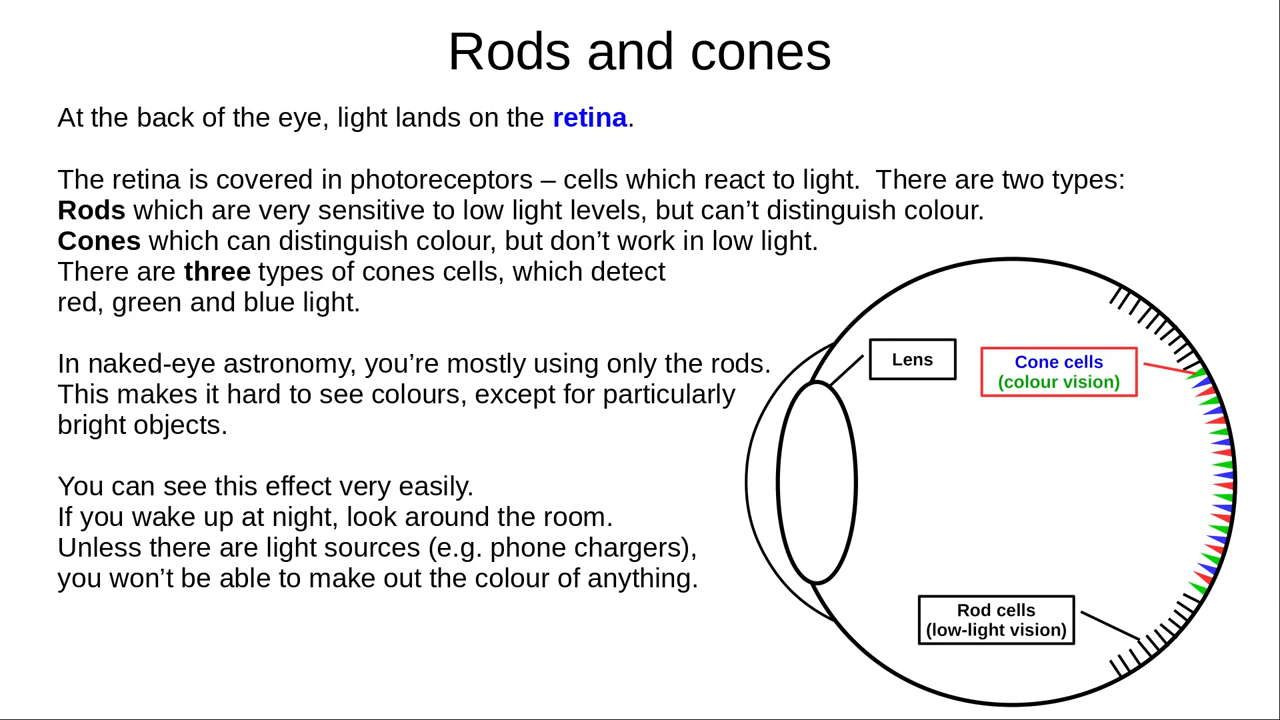 Rods and cones
At the back of the eye, light lands on the retina.
The retina is covered in photoreceptors – cells which react to light.  There are two types:
Rods which are very sensitive to low light levels, but can’t distinguish colour.
Cones which can distinguish colour, but don’t work in low light.
There are three types of cones cells, which detect
red, green and blue light.
In naked-eye astronomy, you’re mostly using only the rods.
This makes it hard to see colours, except for particularly
bright objects.
You can see this effect very easily.
If you wake up at night, look around the room.
Unless there are light sources (e.g. phone chargers),
you won’t be able to make out the colour of anything.
Lens
Cone cells
(colour vision)
Rod cells
(low-light vision)